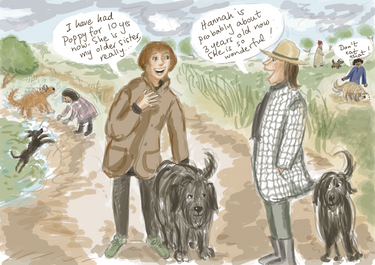 I have had
Poppy for 10 yrs
now. She is
my older sister
really...
Hannah is
probably about
3 years old now
She is so
wonderful!
Don't
eat
that!